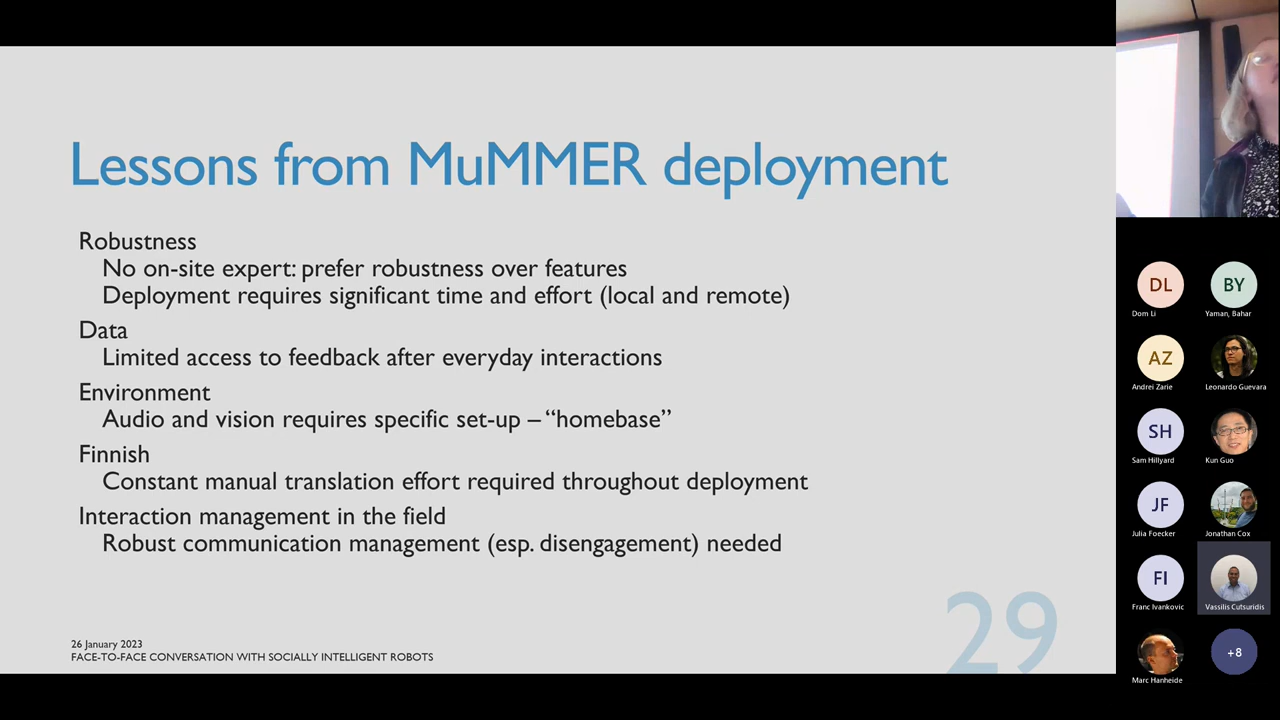 Lessons from MuMMER deployment
Robustness
No on-site expert: prefer robustness over features
Deployment requires significant time and effort (local and remote)
Data
Limited access to feedback after everyday interactions
Environment
Audio and vision requires specific set-up – “homebase”
Finnish
Constant manual translation effort required throughout deployment
Interaction management in the field
Robust communication management (esp. disengagement) needed
29
26 January 2023
FACE-TO-FACE CONVERSATION WITH SOCIALLY INTELLIGENT ROBOTS
DL
BY
Dom Li
Yaman, Bahar
AZ
Andrei Zarie
Leonardo Guevara
SH
Sam Hillyard
Kun Guo
JF
Julia Foecker
Jonathan Cox
FI
Franc Ivankovic
Vassilis Cutsuridis
+8
Marc Hanheide